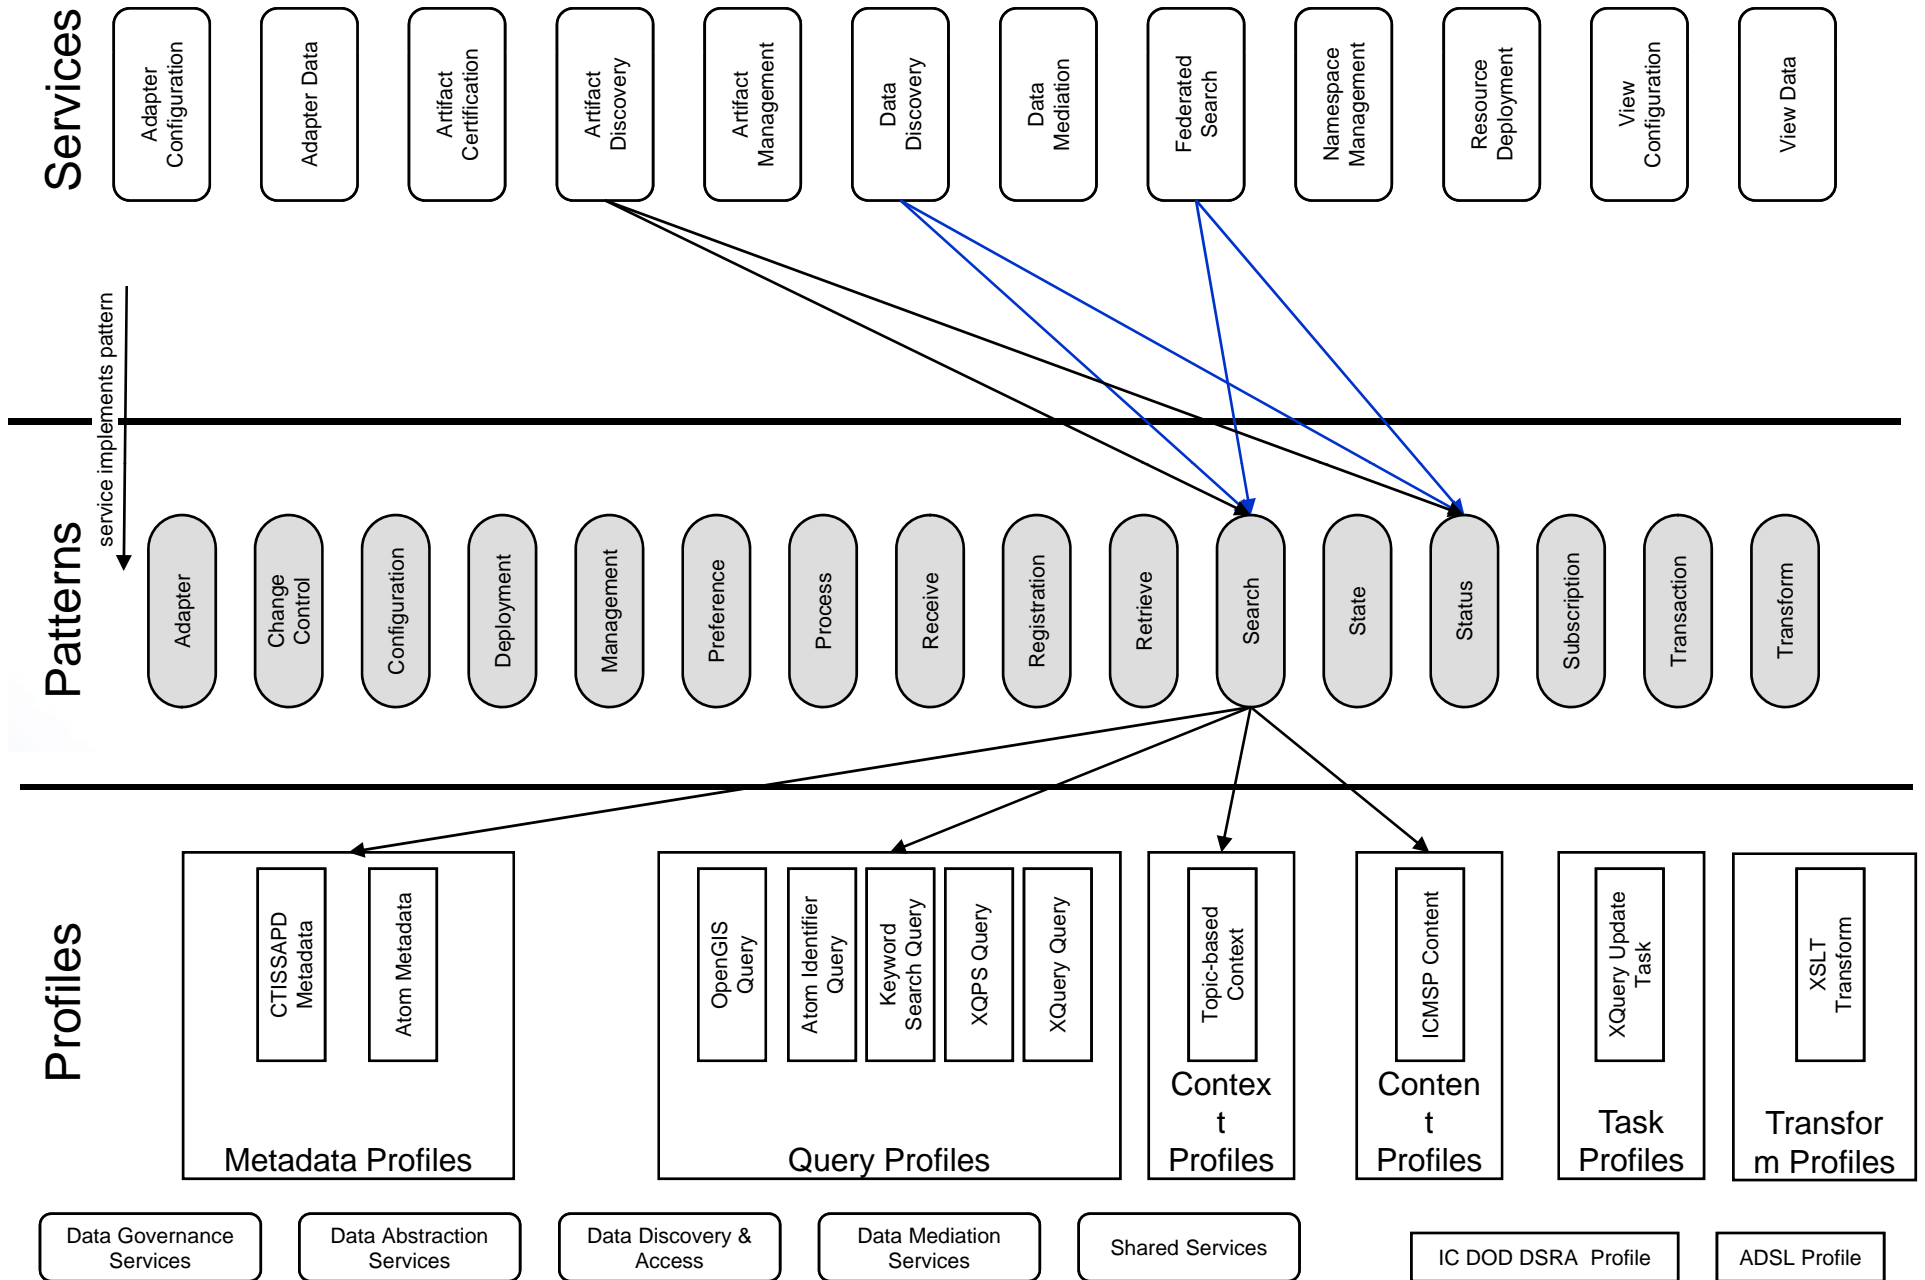 Services
Adapter
Configuration
Adapter Data
Artifact
Certification
Artifact
Discovery
Artifact
Management
Data
Discovery
Data
Mediation
Federated
Search
Namespace
Management
Resource
Deployment
View
Configuration
View Data
service implements pattern
Patterns
Adapter
Change
Control
Configuration
Deployment
Management
Preference
Process
Receive
Registration
Retrieve
Search
State
Status
Subscription
Transaction
Transform
Profiles
CTISSAPD
Metadata
Atom Metadata
Metadata Profiles
OpenGIS
Query
Atom Identifier
Query
Keyword
Search Query
XQPS Query
XQuery Query
Query Profiles
Topic-based
Context
Contex
t
Profiles
ICMSP Content
Conten
t
Profiles
XQuery Update
Task
Task
Profiles
XSLT
Transform
Transfor
m Profiles
Data Governance
Services
Data Abstraction
Services
Data Discovery &
Access
Data Mediation
Services
Shared Services
IC DOD DSRA Profile
ADSL Profile